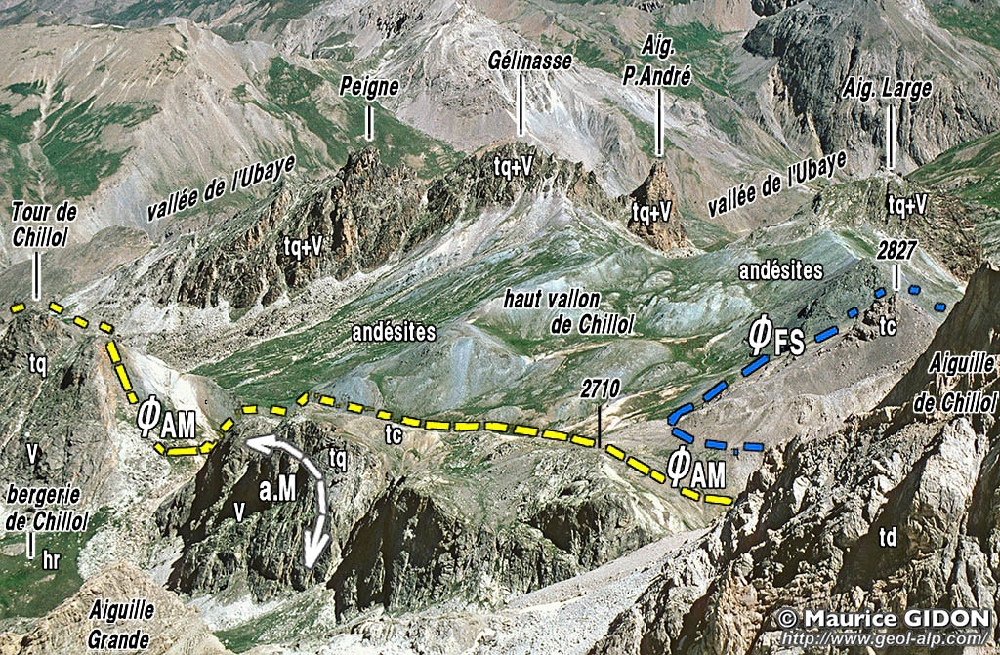 Aig.
P.André
Gélinasse
Peigne
Aig. Large
tq+V
vallée de l'Ubaye
vallée de l'Ubaye
Tour de
Chillol
tq+V
tq+V
tq+V
2827
andésites
haut vallon
de Chillol
andésites
tc
ϕFS
tq
Aiguille
de Chillol
2710
ϕAM
tc
tq
V
a.M
V
ϕAM
bergerie
de Chillol
hr
td
Aiguille
Grande
© Maurice GIDON
http://www.geol-alp.com/